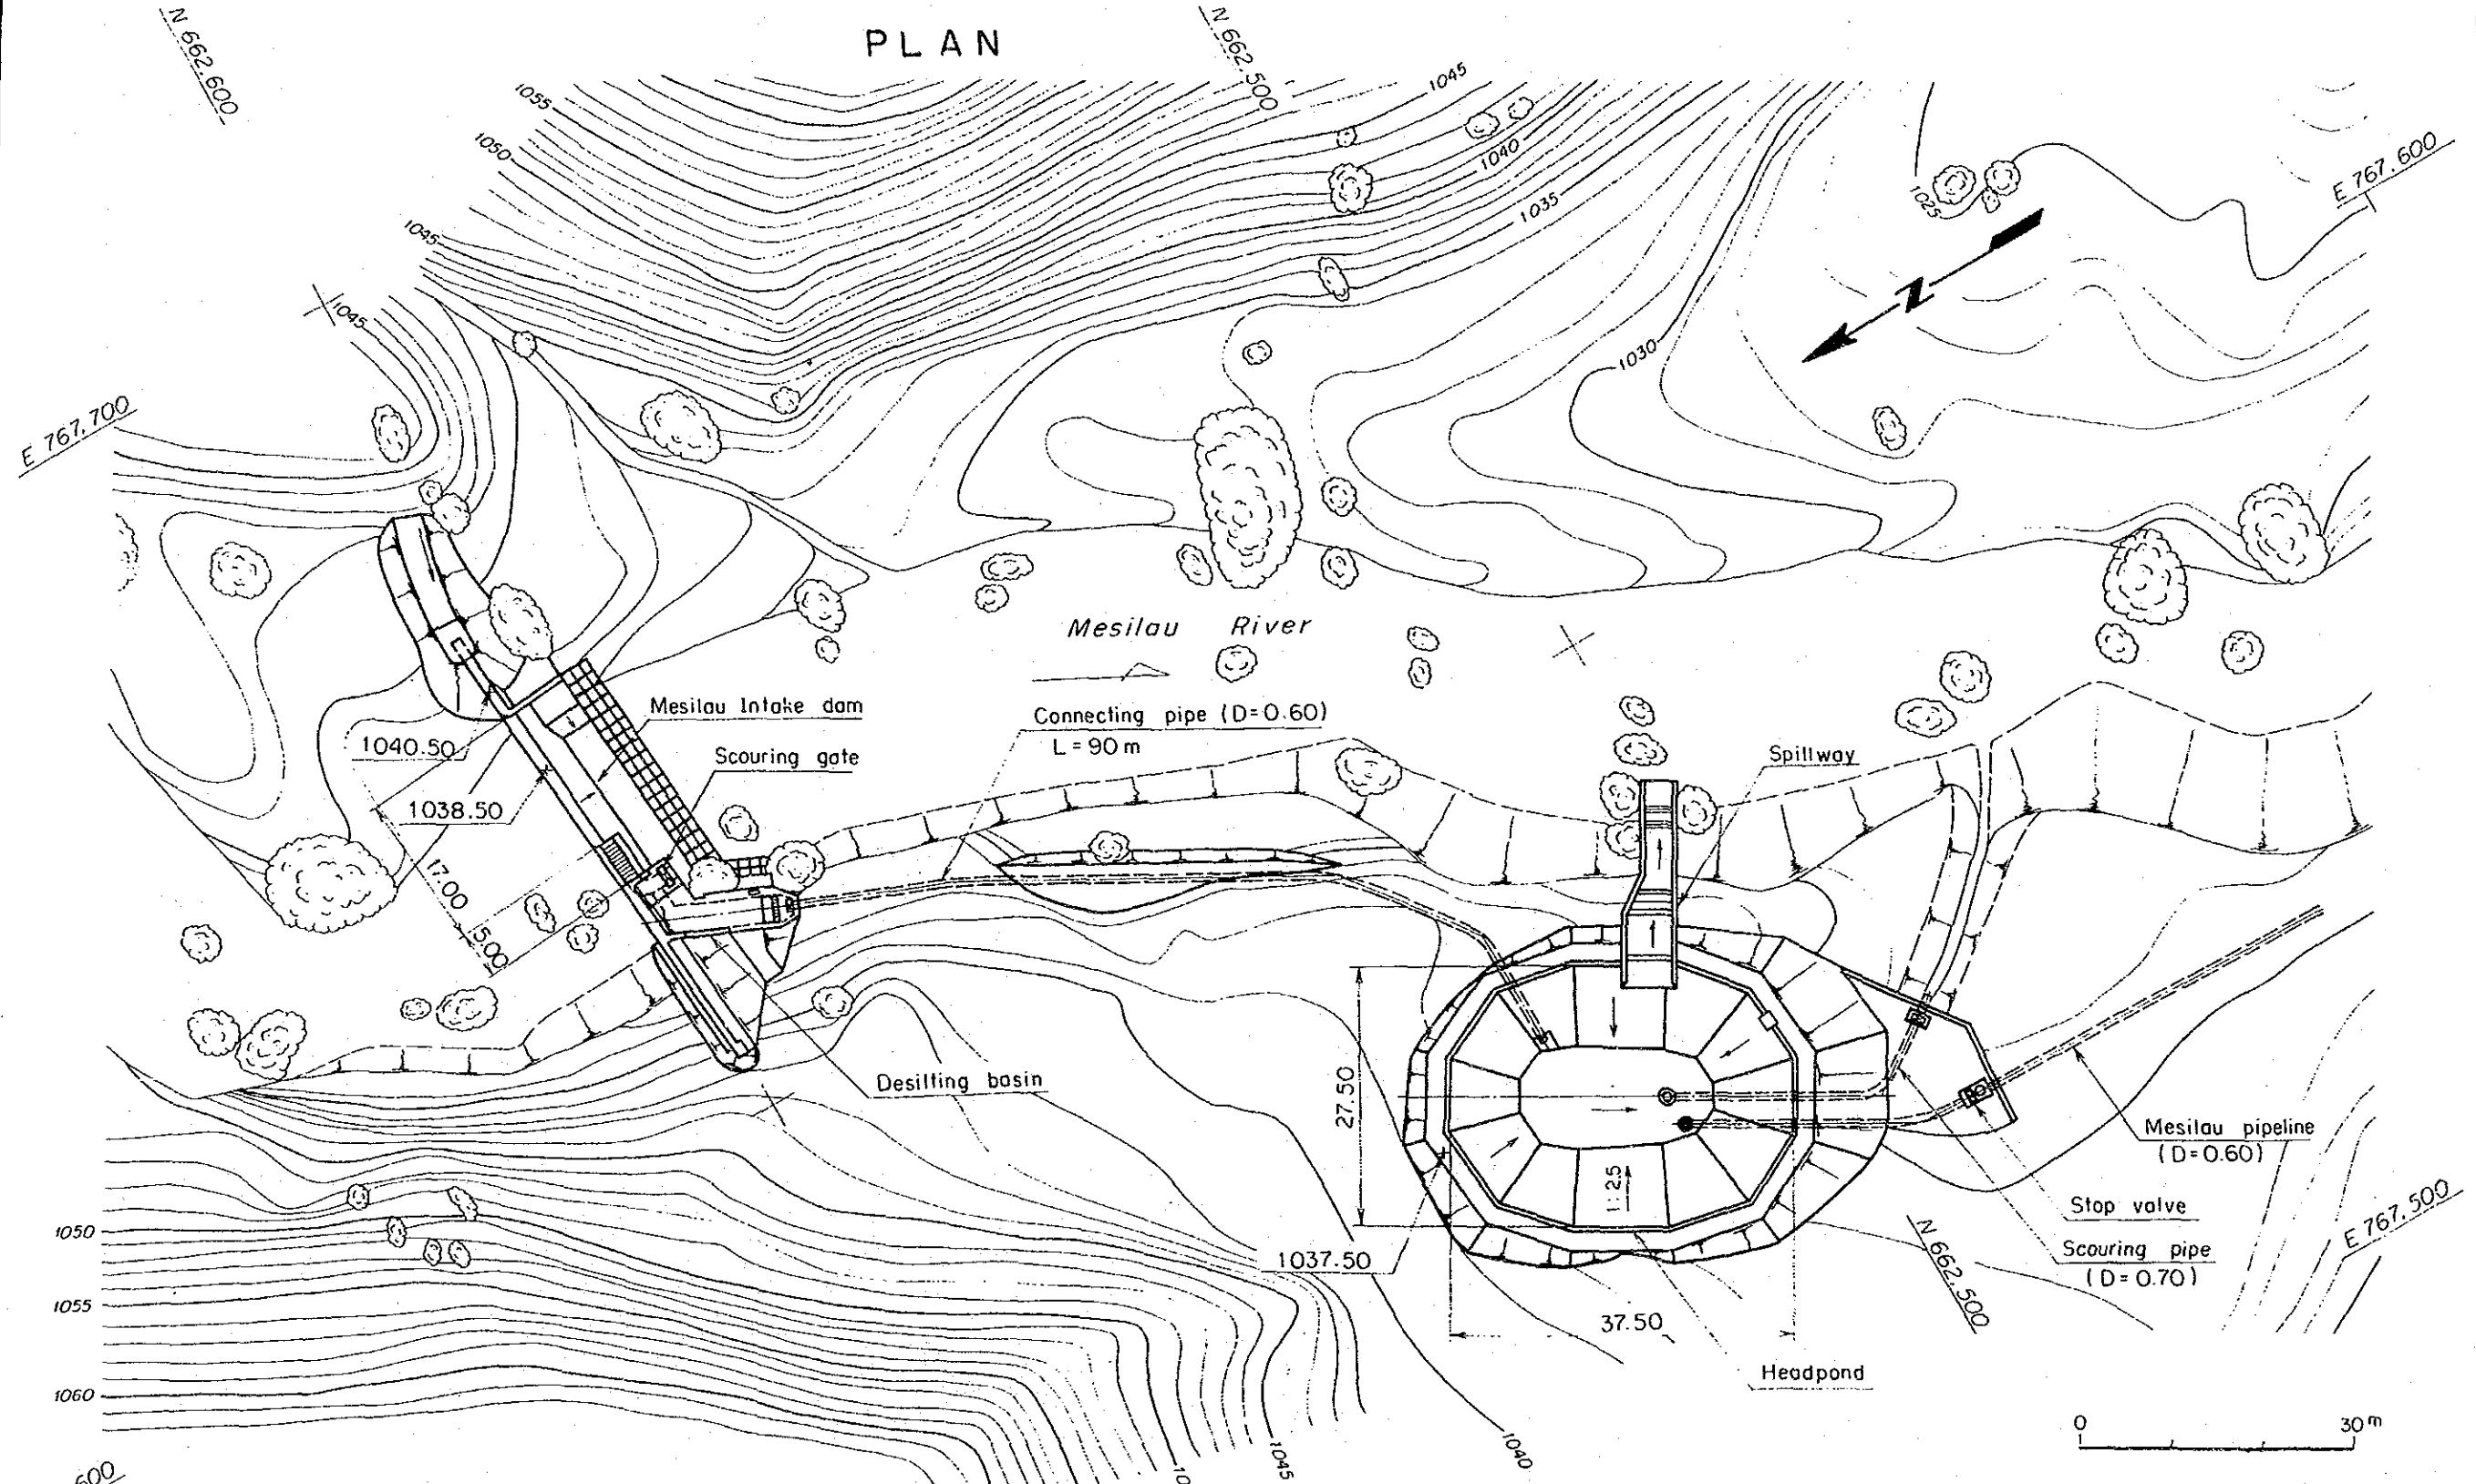 PLAN
N 662.600
N 662.500
1045
1055
1050
1040
E 767.600
1025
1035
1045
1045
N
1030
E 767.700
Mesilau River
Mesilau Intake dam
Connecting pipe (D=0.60)
L = 90 m
1040.50
Scouring gate
Spillway
1038.50
17.00
5.00
Desilting basin
27.50
1:2.5
Mesilau pipeline
(D=0.60)
Stop valve
Scouring pipe
(D=0.70)
E 767.500
N 662.500
1037.50
37.50
Headpond
1050
1055
1060
1045
1040
0 30 m